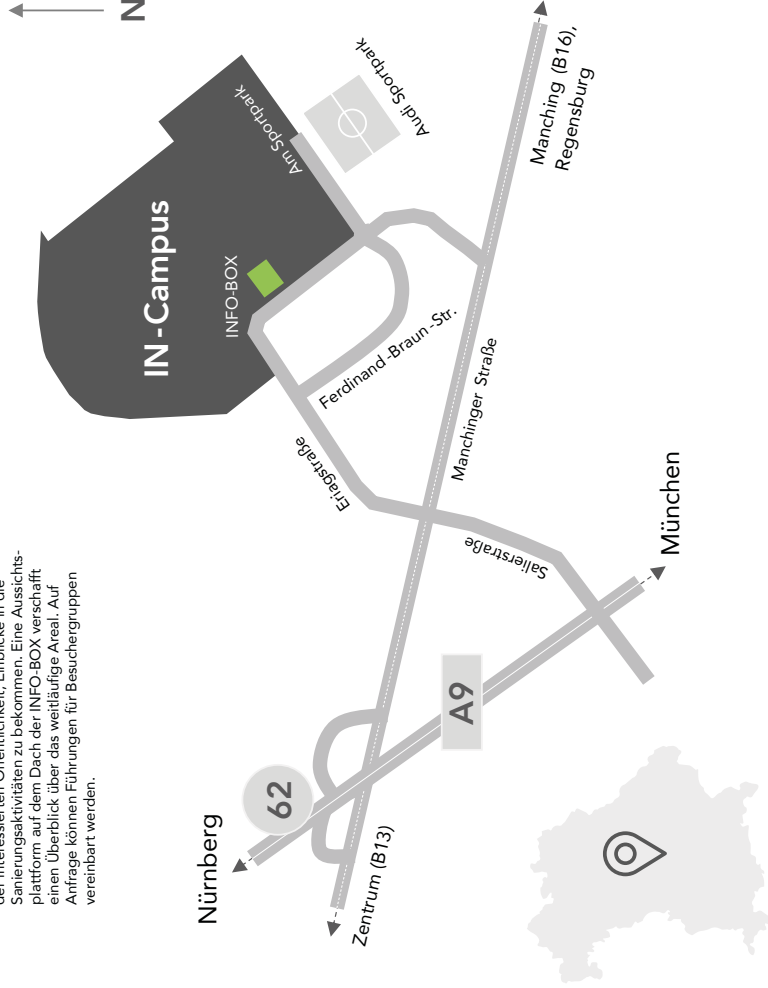 der interessierten Öffentlichkeit, Einblicke in die
Sanierungsaktivitäten zu bekommen. Eine Aussichts-
plattform auf dem Dach der INFO-BOX verschafft
einen Überblick über das weitläufige Areal. Auf
Anfrage können Führungen für Besuchergruppen
vereinbart werden.
N
IN-Campus
INFO-BOX
Am Sportpark
Audi Sportpark
Nürnberg
62
Eriagstraße
Ferdinand-Braun-Str.
Zentrum (B13)
A9
Manchinger Straße
Salierstraße
Manching (B16),
Regensburg
München